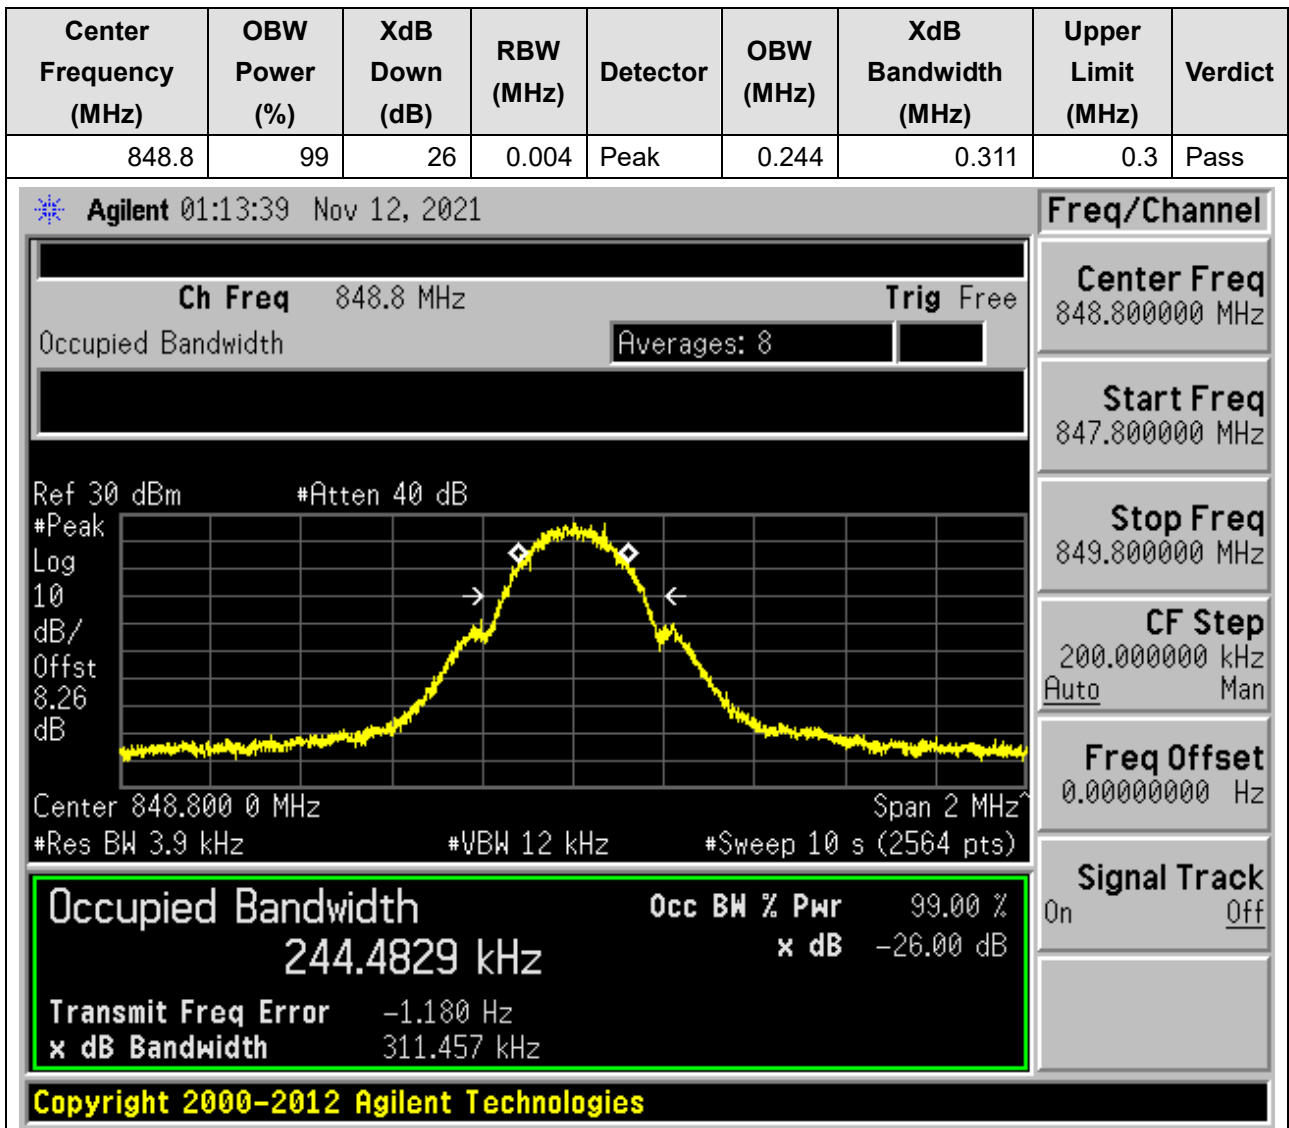 Center Frequency (MHz) OBW Power (%) XdB Down (dB) RBW (MHz) Detector OBW (MHz) XdB Bandwidth (MHz) Upper Limit (MHz) Verdict
848.8 99 26 0.004 Peak 0.244 0.311 0.3 Pass
Agilent 01:13:39 Nov 12, 2021
Freq/Channel
Ch Freq 848.8 MHz Trig Free
Occupied Bandwidth Averages: 8
Center Freq
848.800000 MHz
Start Freq
847.800000 MHz
Stop Freq
849.800000 MHz
CF Step
200.000000 kHz
Auto Man
Freq Offset
0.00000000 Hz
Signal Track
On Off
Ref 30 dBm #Atten 40 dB
#Peak
Log
10
dB/
Offst
8.26
dB
Center 848.800 0 MHz Span 2 MHz^
#Res BW 3.9 kHz #VBW 12 kHz #Sweep 10 s (2564 pts)
Occupied Bandwidth Occ BW % Pwr 99.00 %
244.4829 kHz x dB -26.00 dB
Transmit Freq Error -1.180 Hz
x dB Bandwidth 311.457 kHz
Copyright 2000-2012 Agilent Technologies